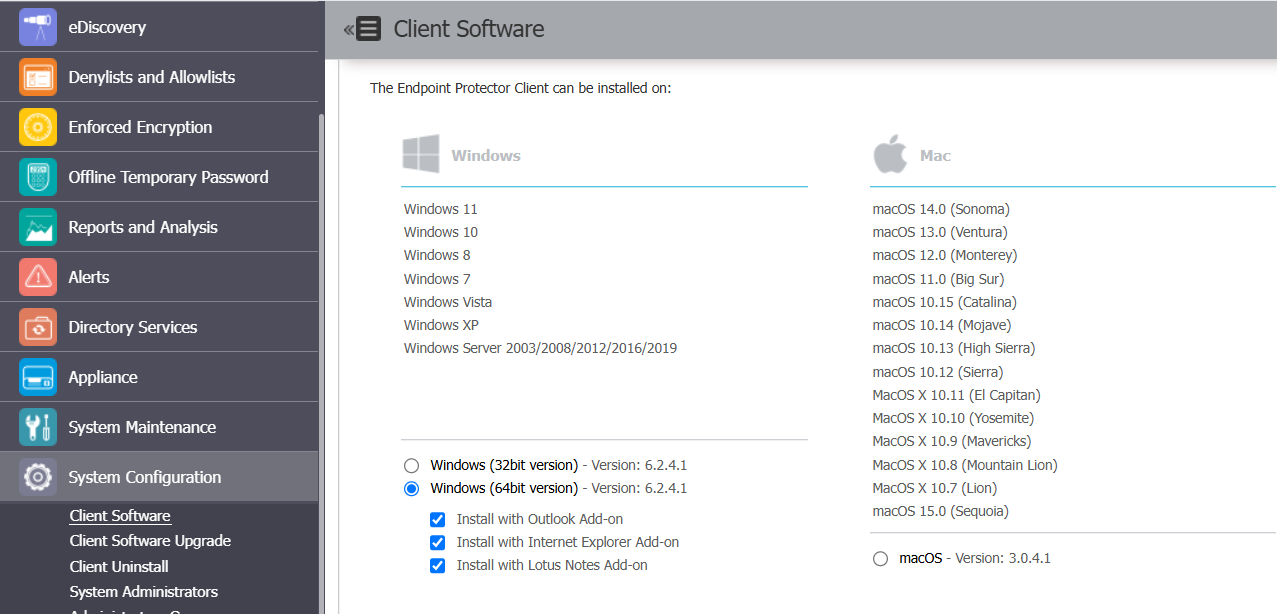 eDiscovery
Denylists and Allowlists
Enforced Encryption
Offline Temporary Password
Reports and Analysis
Alerts
Directory Services
Appliance
System Maintenance
System Configuration
Client Software
Client Software Upgrade
Client Uninstall
System Administrators
Client Software
The Endpoint Protector Client can be installed on:
Windows
Windows 11
Windows 10
Windows 8
Windows 7
Windows Vista
Windows XP
Windows Server 2003/2008/2012/2016/2019
Windows (32bit version) - Version: 6.2.4.1
Windows (64bit version) - Version: 6.2.4.1
Install with Outlook Add-on
Install with Internet Explorer Add-on
Install with Lotus Notes Add-on
Mac
macOS 14.0 (Sonoma)
macOS 13.0 (Ventura)
macOS 12.0 (Monterey)
macOS 11.0 (Big Sur)
macOS 10.15 (Catalina)
macOS 10.14 (Mojave)
macOS 10.13 (High Sierra)
macOS 10.12 (Sierra)
MacOS X 10.11 (El Capitan)
MacOS X 10.10 (Yosemite)
MacOS X 10.9 (Mavericks)
MacOS X 10.8 (Mountain Lion)
MacOS X 10.7 (Lion)
macOS 15.0 (Sequoia)
macOS - Version: 3.0.4.1